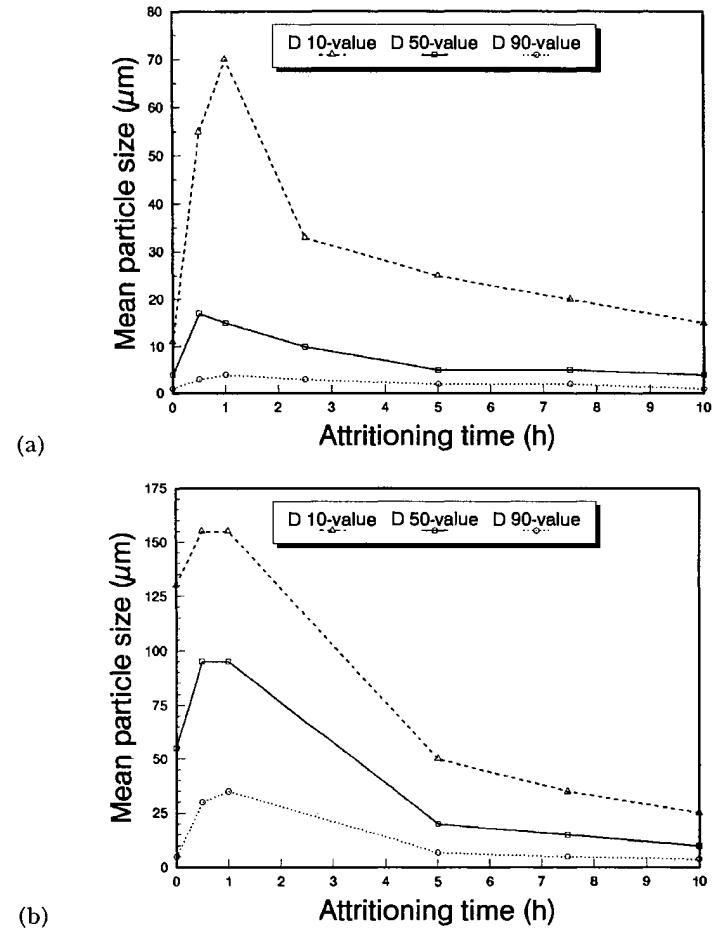 80
70
60
50
40
30
20
10
0
Mean particle size (μm)
D 10-value D 50-value D 90-value
0 1 2 3 4 5 6 7 8 9 10
Attritioning time (h)
(a)
175
150
125
100
75
50
25
0
Mean particle size (μm)
D 10-value D 50-value D 90-value
0 1 2 3 4 5 6 7 8 9 10
Attritioning time (h)
(b)